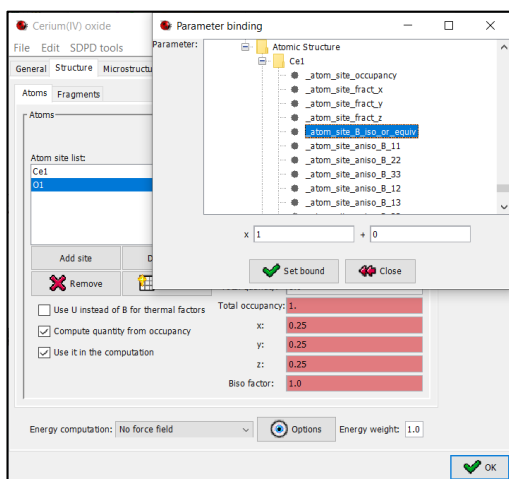 Cerium(IV) oxide
File Edit SDPD tools
General Structure Microstructu
Atoms Fragments
Atoms
Atom site list:
Ce1
O1
Add site
Remove
Use U instead of B for thermal factors
Compute quantity from occupancy
Use it in the computation
Total occupancy: 1.
x: 0.25
y: 0.25
z: 0.25
Biso factor: 1.0
Energy computation: No force field Options Energy weight: 1.0
OK
Parameter binding
Parameter:
Atomic Structure
Ce1
_atom_site_occupancy
_atom_site_fract_x
_atom_site_fract_y
_atom_site_fract_z
_atom_site_B_iso_or_equiv
_atom_site_aniso_B_11
_atom_site_aniso_B_22
_atom_site_aniso_B_33
_atom_site_aniso_B_12
_atom_site_aniso_B_13
x 1 + 0
Set bound Close